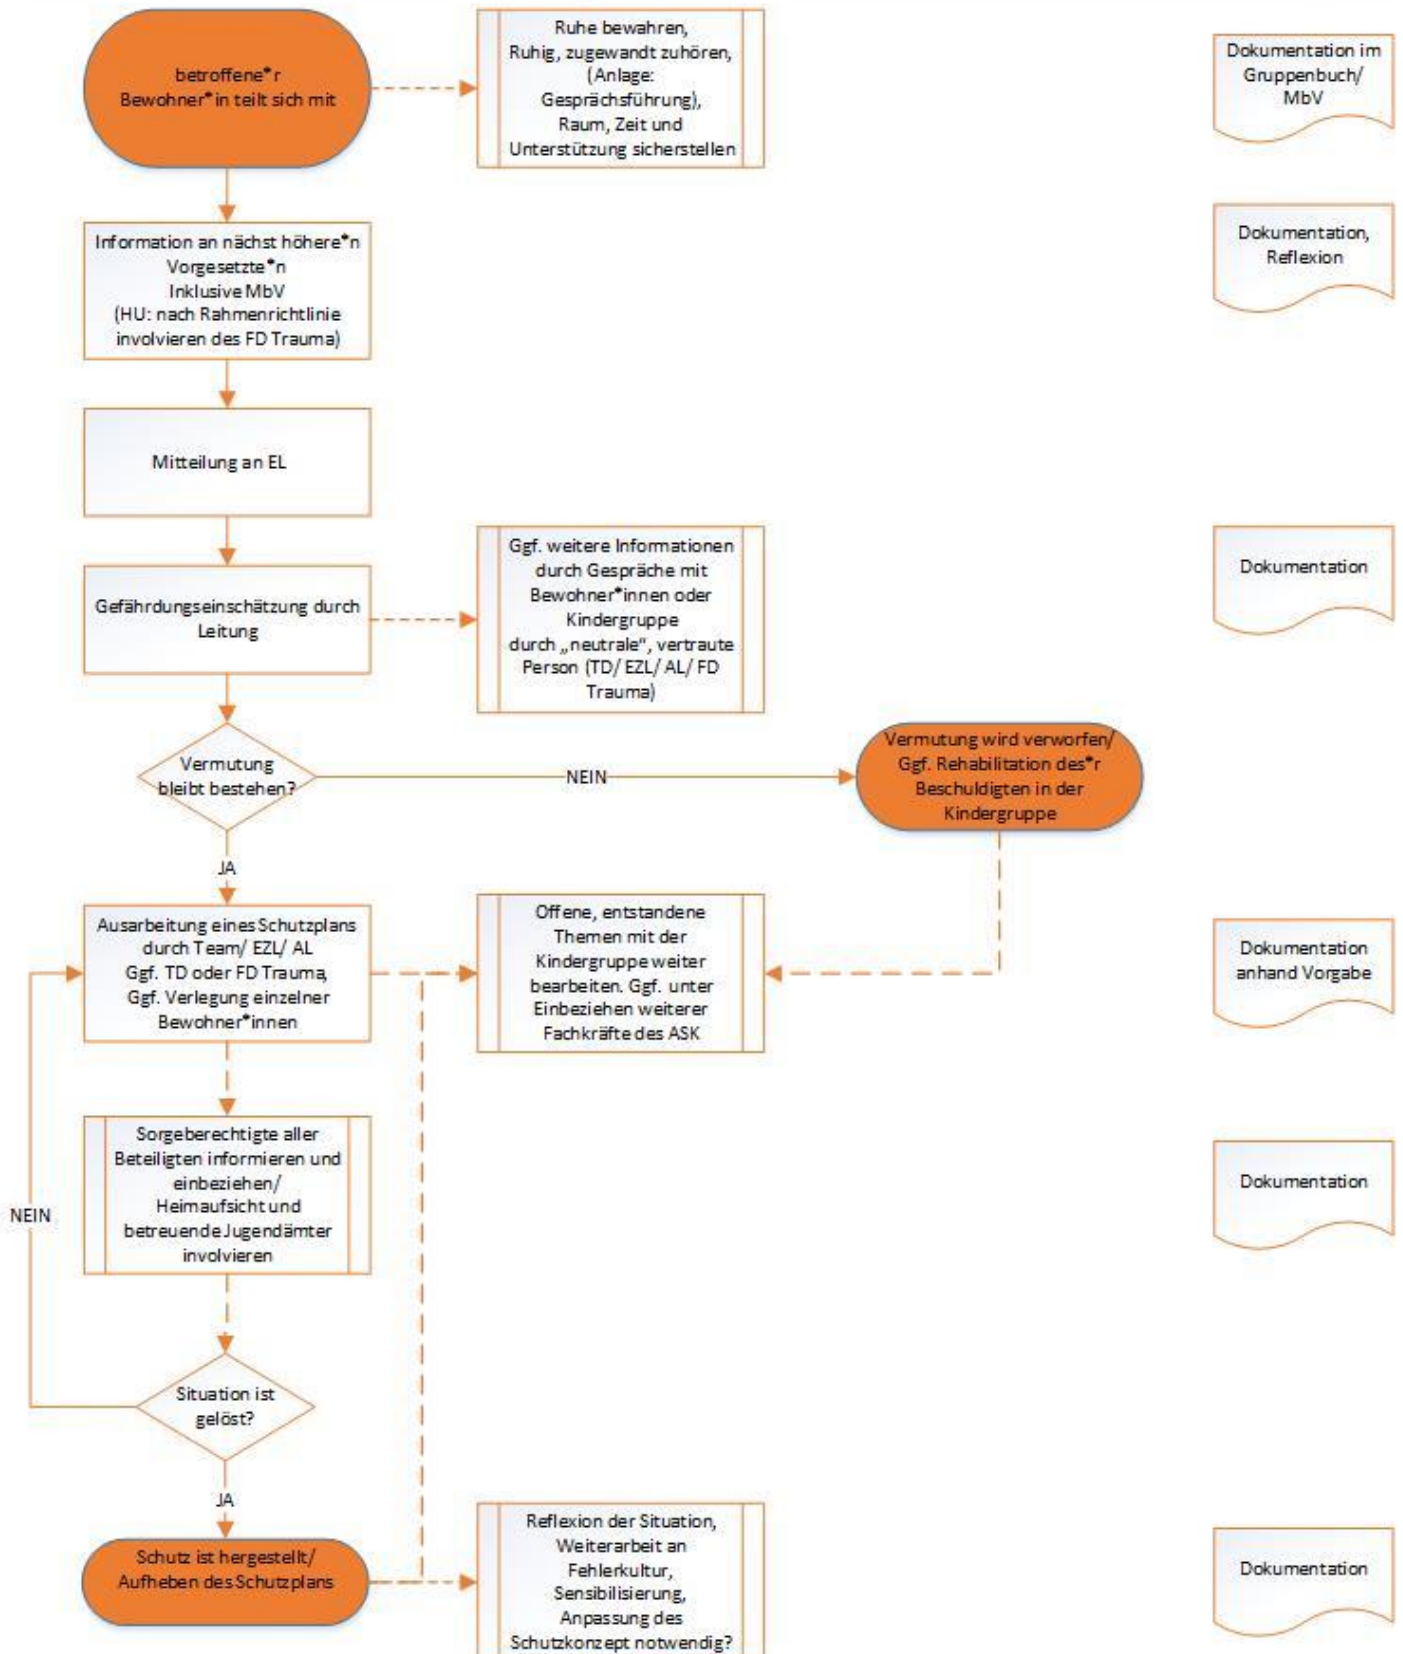 betroffene*r
Bewohner*in teilt sich mit
Ruhe bewahren,
Ruhig, zugewandt zuhören,
(Anlage:
Gesprächsführung),
Raum, Zeit und
Unterstützung sicherstellen
Dokumentation im
Gruppenbuch/
MbV
Information an nächst höhere*n
Vorgesetzte*n
Inklusive MbV
(HU: nach Rahmenrichtlinie
involvieren des FD Trauma)
Dokumentation,
Reflexion
Mitteilung an EL
Gefährdungseinschätzung durch
Leitung
Ggf. weitere Informationen
durch Gespräche mit
Bewohner*innen oder
Kindergruppe
durch „neutrale“, vertraute
Person (TD/ EZL/ AL/ FD
Trauma)
Dokumentation
Vermutung
bleibt bestehen?
NEIN
Vermutung wird verworfen/
Ggf. Rehabilitation des*r
Beschuldigten in der
Kindergruppe
JA
Ausarbeitung eines Schutzplans
durch Team/ EZL/ AL
Ggf. TD oder FD Trauma,
Ggf. Verlegung einzelner
Bewohner*innen
Offene, entstandene
Themen mit der
Kindergruppe weiter
bearbeiten. Ggf. unter
Einbeziehen weiterer
Fachkräfte des ASK
Dokumentation
anhand Vorgabe
Sorgeberechtigte aller
Beteiligten informieren und
einbeziehen/
Heimaufsicht und
betreuende Jugendämter
involvieren
Dokumentation
NEIN
Situation ist
gelöst?
JA
Schutz ist hergestellt/
Aufheben des Schutzplans
Reflexion der Situation,
Weiterarbeit an
Fehlerkultur,
Sensibilisierung,
Anpassung des
Schutzkonzept notwendig?
Dokumentation